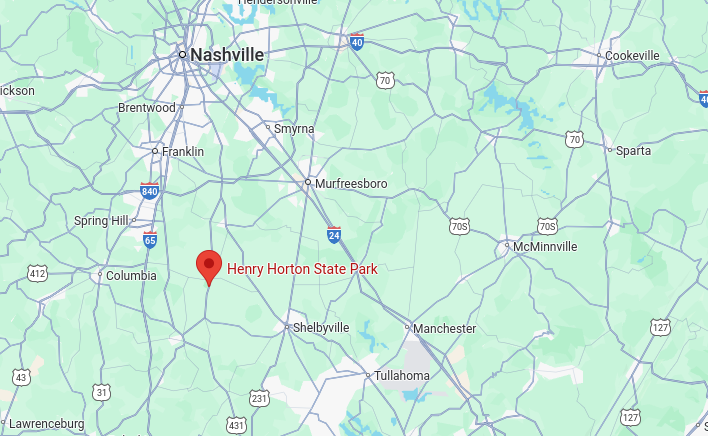 Hendersonville
Nashville
40
Cookeville
70
ckson
40
Brentwood
Smyrna
70
Franklin
Sparta
Murfreesboro
840
Spring Hill
70S
70S
24
65
McMinnville
412
Columbia
Henry Horton State Park
Shelbyville
Manchester
127
43
Tullahoma
31
231
127
431
Lawrenceburg
S